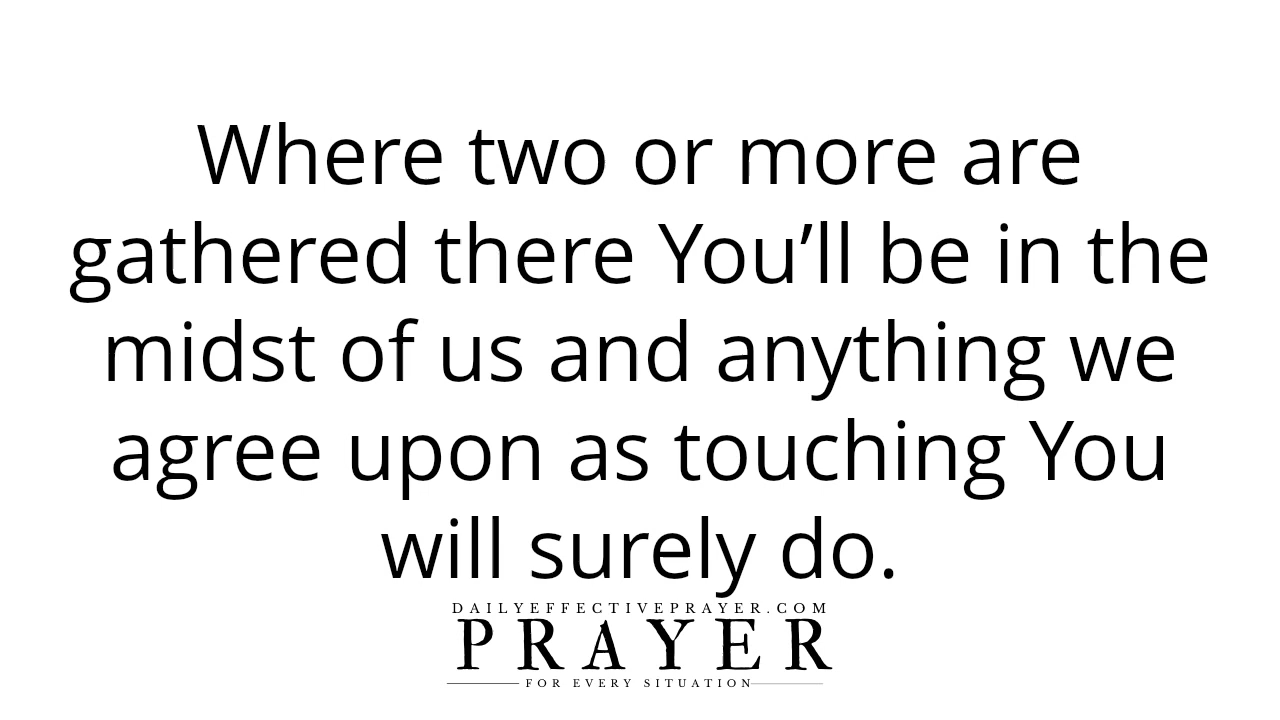 Where two or more are
gathered there You’ll be in the
midst of us and anything we
agree upon as touching You
will surely do.
DAILYEFFECTIVEPRAYER.COM
PRAYER
FOR EVERY SITUATION